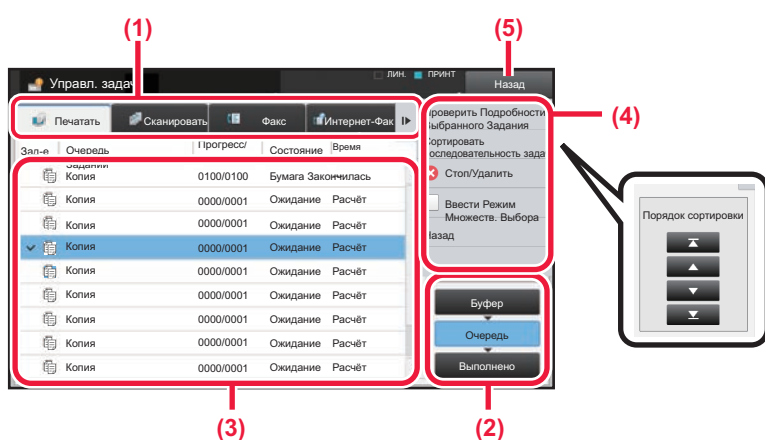 (1)
(5)
Управл. задач
ЛИН.
ПРИНТ
Назад
Печатать
Сканировать
Факс
Интернет-Фак
(4)
Проверить Подробности
Выбранного Задания
Сортировать
последовательность зада
Стоп/Удалить
Ввести Режим
Множеств. Выбора
Назад
Зад-е
Очередь
Прогресс/
Состояние
Время
Заданий
Копия 0100/0100 Бумага Закончилась
Копия 0000/0001 Ожидание Расчёт
Копия 0000/0001 Ожидание Расчёт
Копия 0000/0001 Ожидание Расчёт
Копия 0000/0001 Ожидание Расчёт
Копия 0000/0001 Ожидание Расчёт
Копия 0000/0001 Ожидание Расчёт
Копия 0000/0001 Ожидание Расчёт
Копия 0000/0001 Ожидание Расчёт
Буфер
Очередь
Выполнено
Порядок сортировки
(3)
(2)